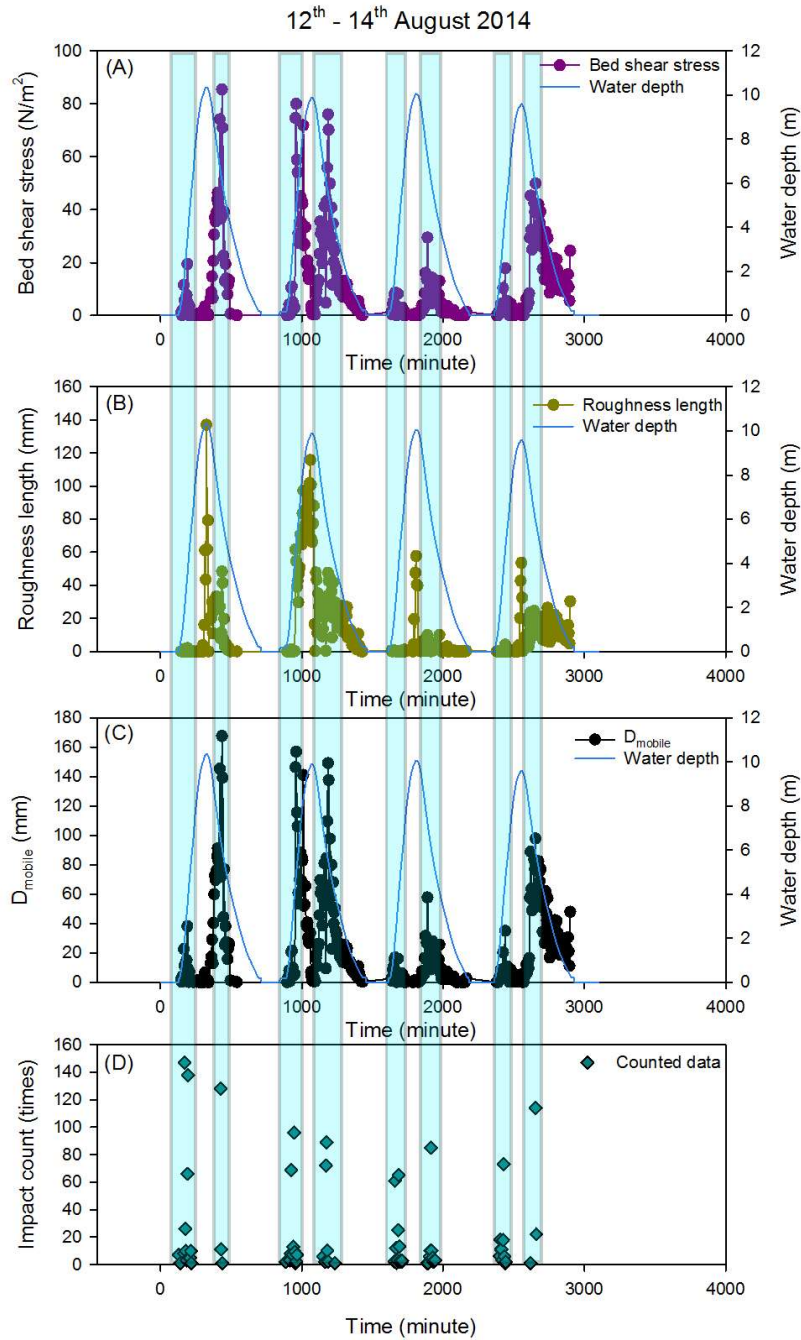 12th - 14th August 2014
(A)
Bed shear stress
Water depth
Bed shear stress (N/m2)
100
80
60
40
20
0
Water depth (m)
12
10
8
6
4
2
0
0 1000 2000 3000 4000
Time (minute)
(B)
Roughness length
Water depth
Roughness length (mm)
160
140
120
100
80
60
40
20
0
Water depth (m)
12
10
8
6
4
2
0
0 1000 2000 3000 4000
Time (minute)
(C)
Dmobile
Water depth
Dmobile (mm)
180
160
140
120
100
80
60
40
20
0
Water depth (m)
12
10
8
6
4
2
0
0 1000 2000 3000 4000
Time (minute)
(D)
Counted data
Impact count (times)
160
140
120
100
80
60
40
20
0
0 1000 2000 3000 4000
Time (minute)